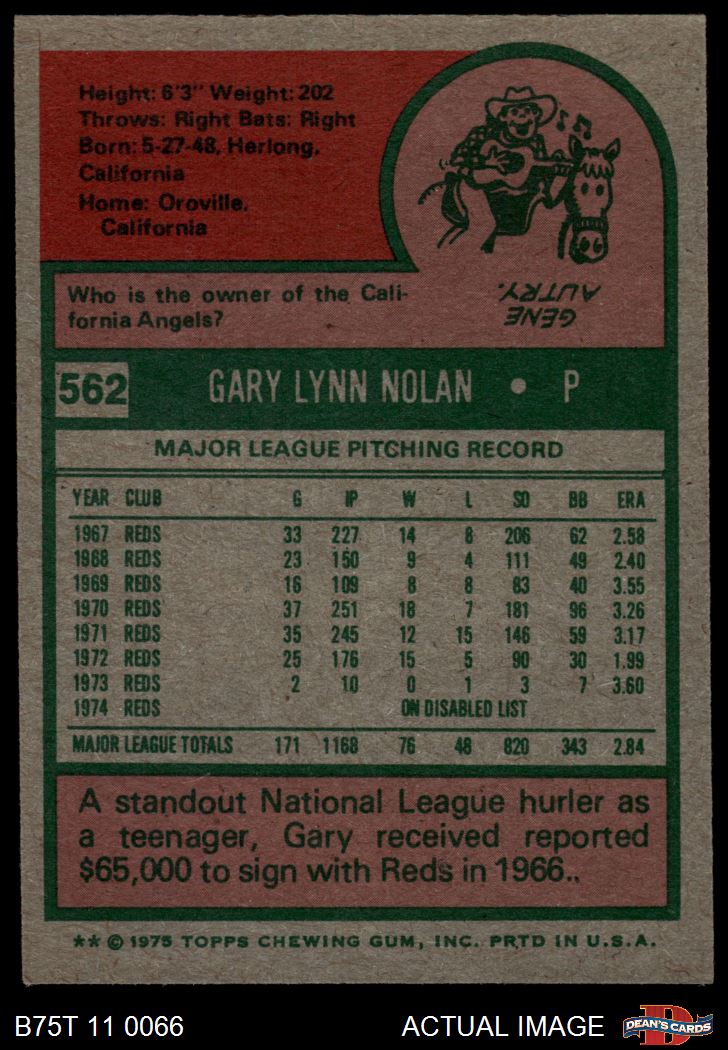 Height: 6'3" Weight: 202
Throws: Right Bats: Right
Born: 5-27-48, Herlong,
California
Home: Oroville,
California
Who is the owner of the Cali-
fornia Angels?
GENE
AUTRY.
562 GARY LYNN NOLAN • P
MAJOR LEAGUE PITCHING RECORD
YEAR CLUB G IP W L SO BB ERA
1967 REDS 33 227 14 8 206 62 2.58
1968 REDS 23 150 9 4 111 49 2.40
1969 REDS 16 109 8 8 83 40 3.55
1970 REDS 37 251 18 7 181 96 3.26
1971 REDS 35 245 12 15 146 59 3.17
1972 REDS 25 176 15 5 90 30 1.99
1973 REDS 2 10 0 1 3 7 3.60
1974 REDS ON DISABLED LIST
MAJOR LEAGUE TOTALS 171 1168 76 48 820 343 2.84
A standout National League hurler as
a teenager, Gary received reported
$65,000 to sign with Reds in 1966..
** © 1975 TOPPS CHEWING GUM, INC. PRTD IN U.S.A.
B75T 11 0066 ACTUAL IMAGE
D
DEAN'S CARDS